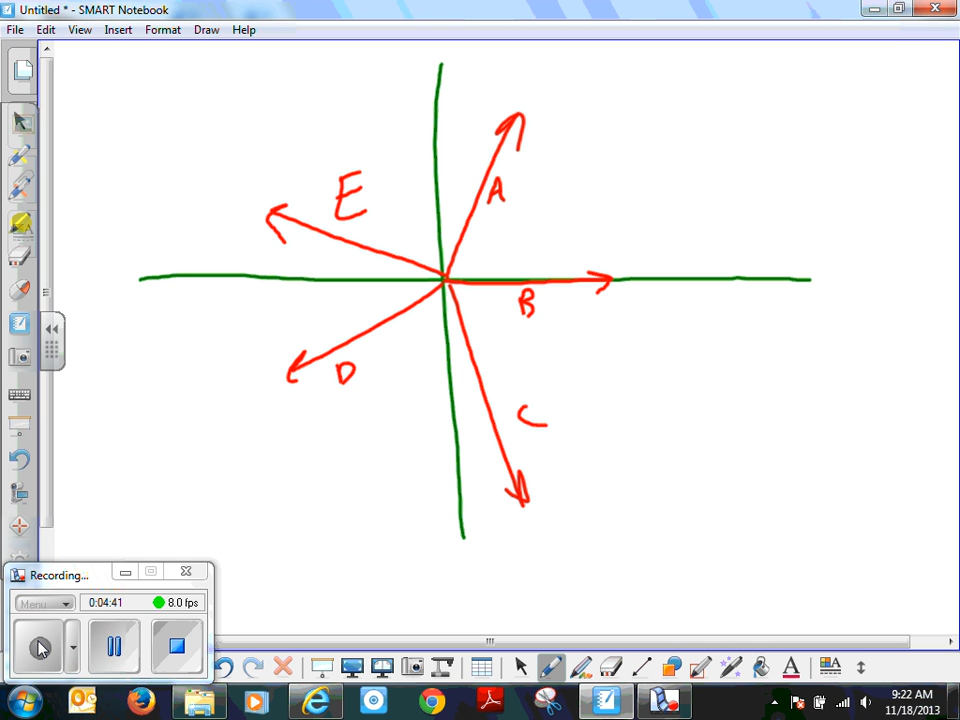 Untitled * - SMART Notebook
File Edit View Insert Format Draw Help
E
A
B
D
C
Recording...
Menu
0:04:41
8.0 fps
9:22 AM
11/18/2013